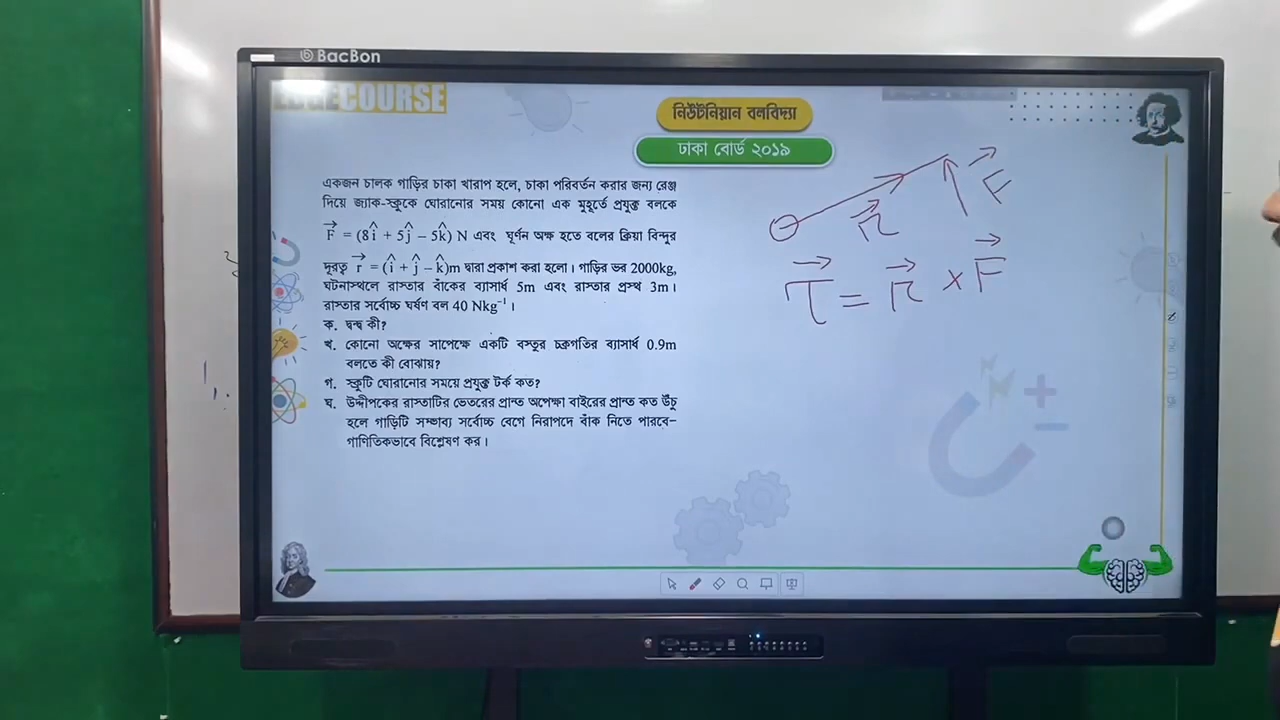 BacBon
COURSE
নিউটনিয়ান বলবিদ্যা
ঢাকা বোর্ড ২০১৯
একজন চালক গাড়ির চাকা খারাপ হলে, চাকা পরিবর্তন করার জন্য রেঞ্জ
দিয়ে জ্যাক-স্ক্রুকে ঘোরানোর সময় কোনো এক মুহূর্তে প্রযুক্ত বলকে
F⃗ = (8î + 5ĵ – 5k̂) N এবং ঘূর্ণন অক্ষ হতে বলের ক্রিয়া বিন্দুর
দূরত্ব r⃗ = (î + ĵ – k̂)m দ্বারা প্রকাশ করা হলো। গাড়ির ভর 2000kg,
ঘটনাস্থলে রাস্তার বাঁকের ব্যাসার্ধ 5m এবং রাস্তার প্রস্থ 3m।
রাস্তার সর্বোচ্চ ঘর্ষণ বল 40 Nkg⁻¹।
ক. দ্বন্দ্ব কী?
খ. কোনো অক্ষের সাপেক্ষে একটি বস্তুর চক্রগতির ব্যাসার্ধ 0.9m
বলতে কী বোঝায়?
গ. স্ক্রুটি ঘোরানোর সময়ে প্রযুক্ত টর্ক কত?
ঘ. উদ্দীপকের রাস্তাটির ভেতরের প্রান্ত অপেক্ষা বাইরের প্রান্ত কত উঁচু
হলে গাড়িটি সম্ভাব্য সর্বোচ্চ বেগে নিরাপদে বাঁক নিতে পারবে–
গাণিতিকভাবে বিশ্লেষণ কর।
r⃗
F⃗
τ⃗ = r⃗ × F⃗